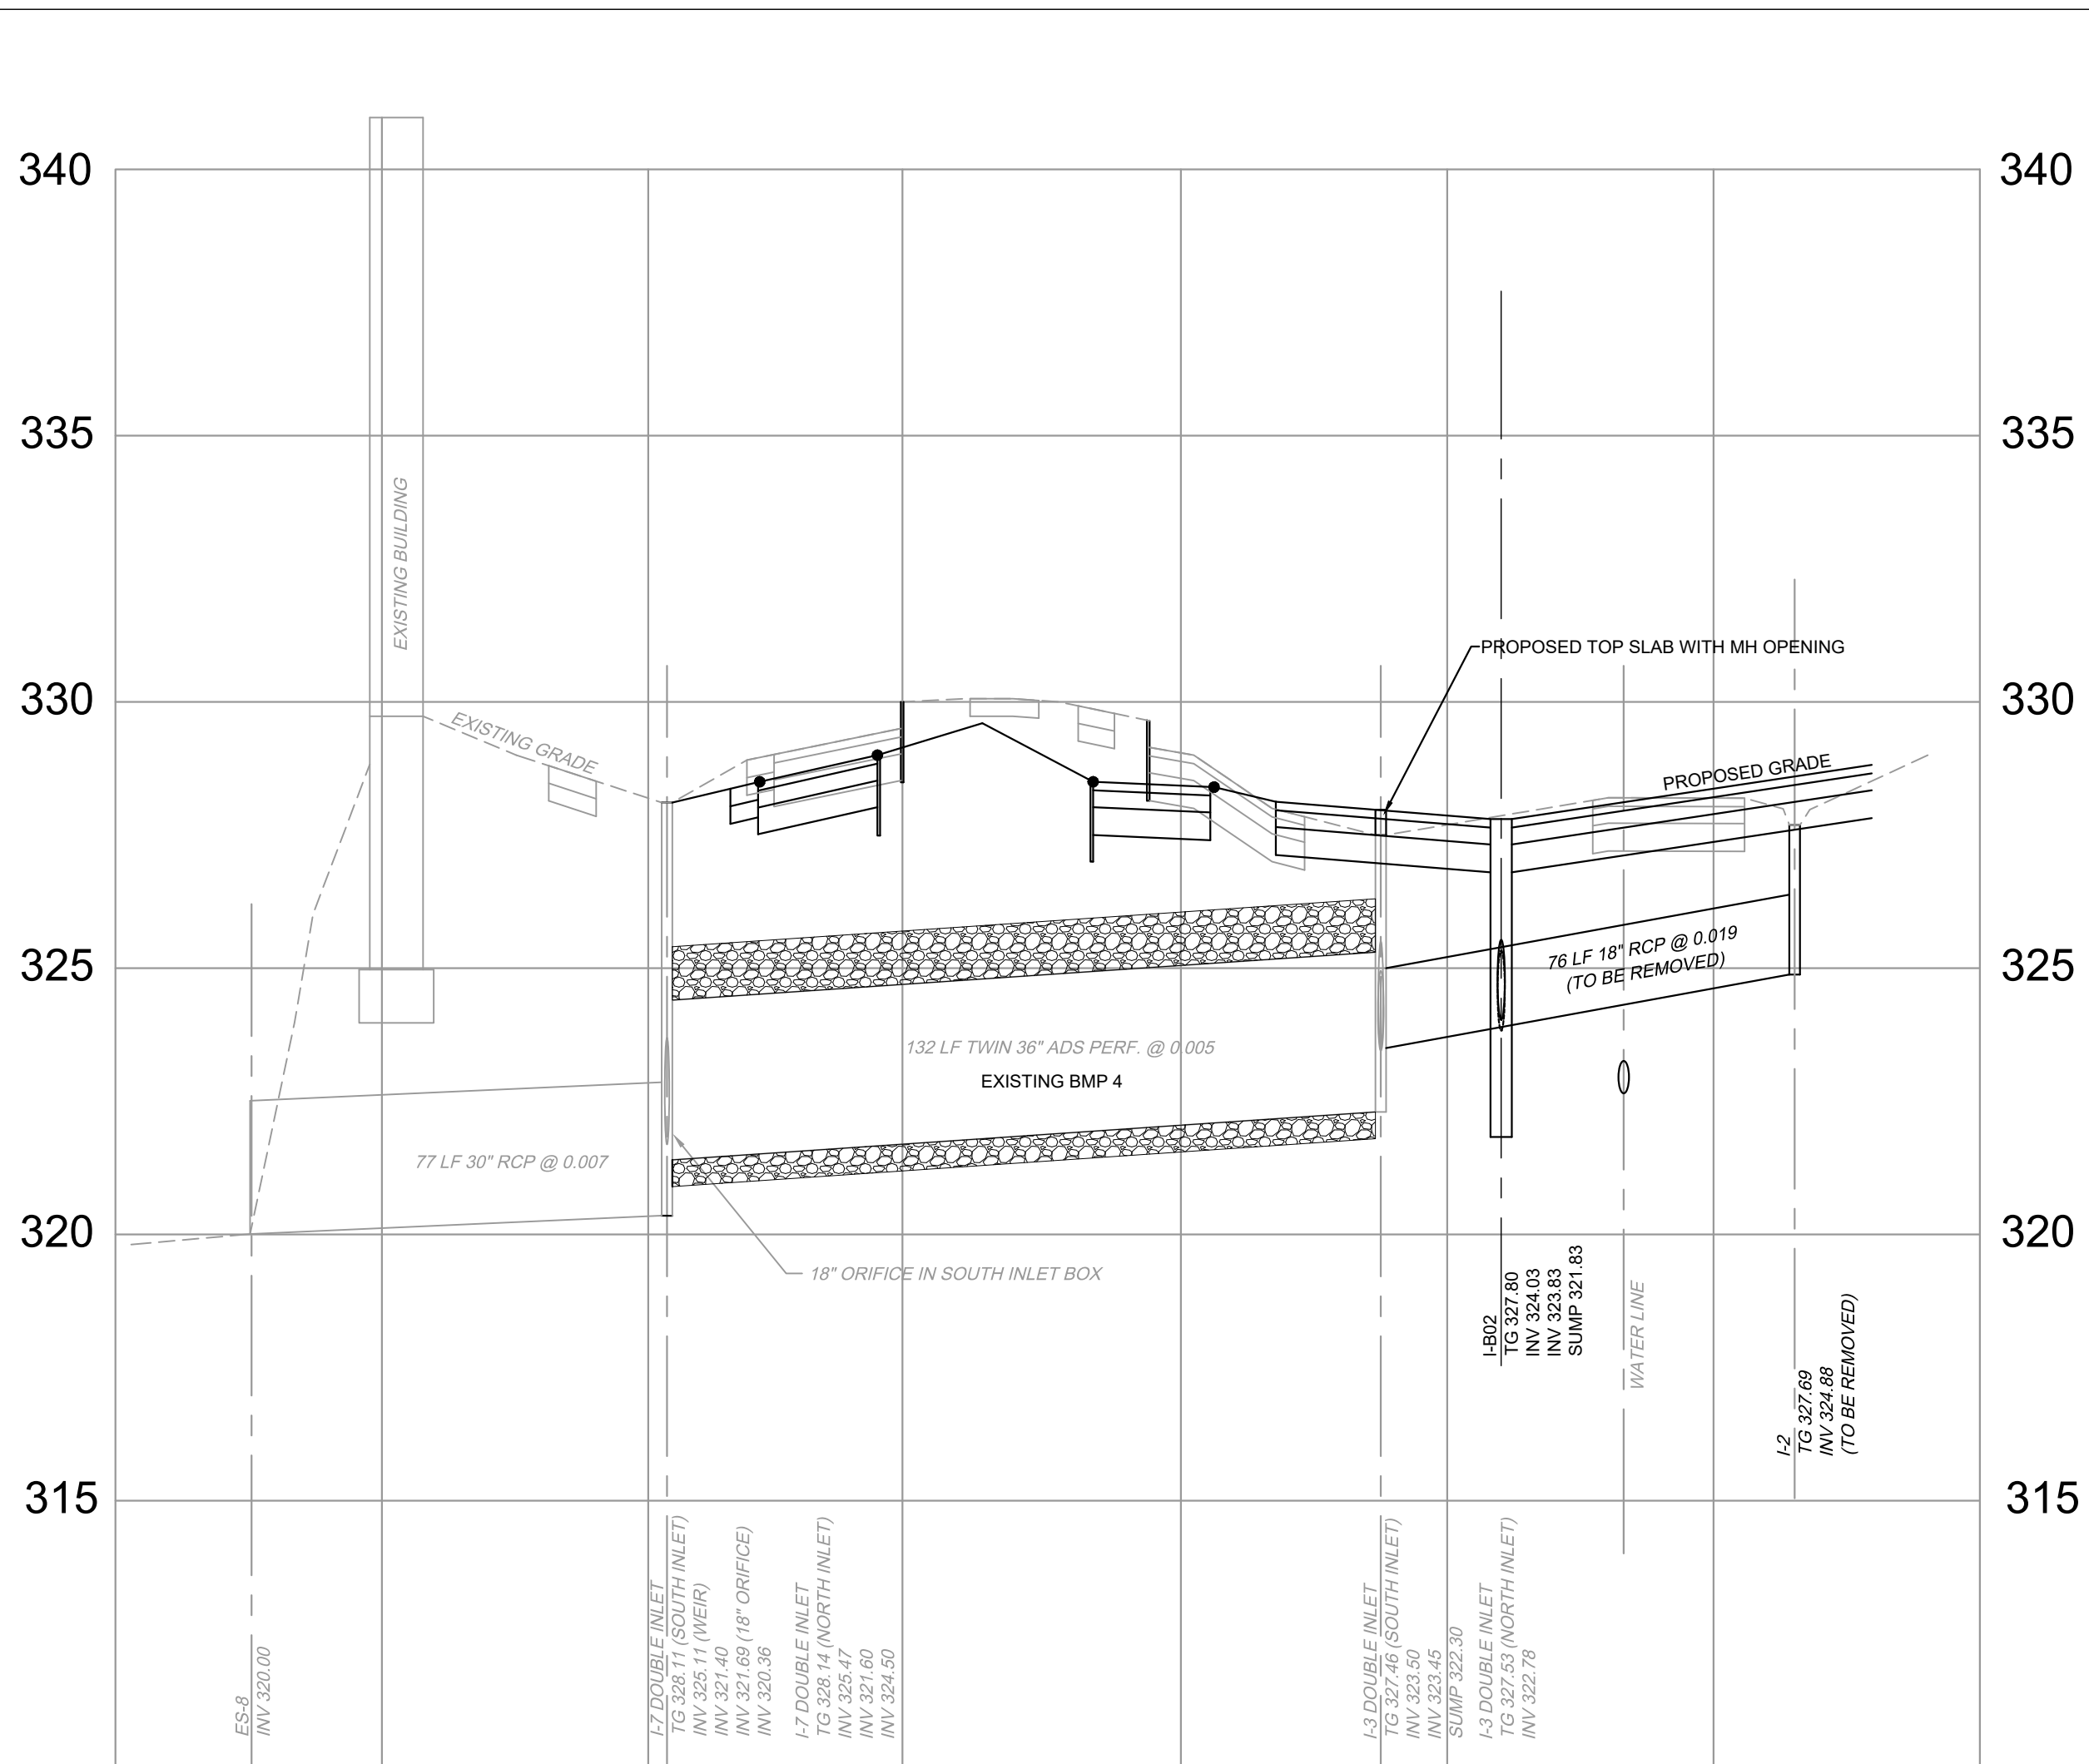 340
340
335
335
EXISTING BUILDING
PROPOSED TOP SLAB WITH MH OPENING
330
330
EXISTING GRADE
PROPOSED GRADE
325
325
76 LF 18" RCP @ 0.019
(TO BE REMOVED)
132 LF TWIN 36" ADS PERF. @ 0.005
EXISTING BMP 4
77 LF 30" RCP @ 0.007
320
320
18" ORIFICE IN SOUTH INLET BOX
I-B02
TG 327.80
INV 324.03
INV 323.83
SUMP 321.83
WATER LINE
I-2
TG 327.69
INV 324.88
(TO BE REMOVED)
315
315
ES-8
INV 320.00
I-7 DOUBLE INLET
TG 328.11 (SOUTH INLET)
INV 325.11 (WEIR)
INV 321.40
INV 321.69 (18" ORIFICE)
INV 320.36
I-7 DOUBLE INLET
TG 328.14 (NORTH INLET)
INV 325.47
INV 321.60
INV 324.50
I-3 DOUBLE INLET
TG 327.46 (SOUTH INLET)
INV 323.50
INV 323.45
SUMP 322.30
I-3 DOUBLE INLET
TG 327.53 (NORTH INLET)
INV 322.78